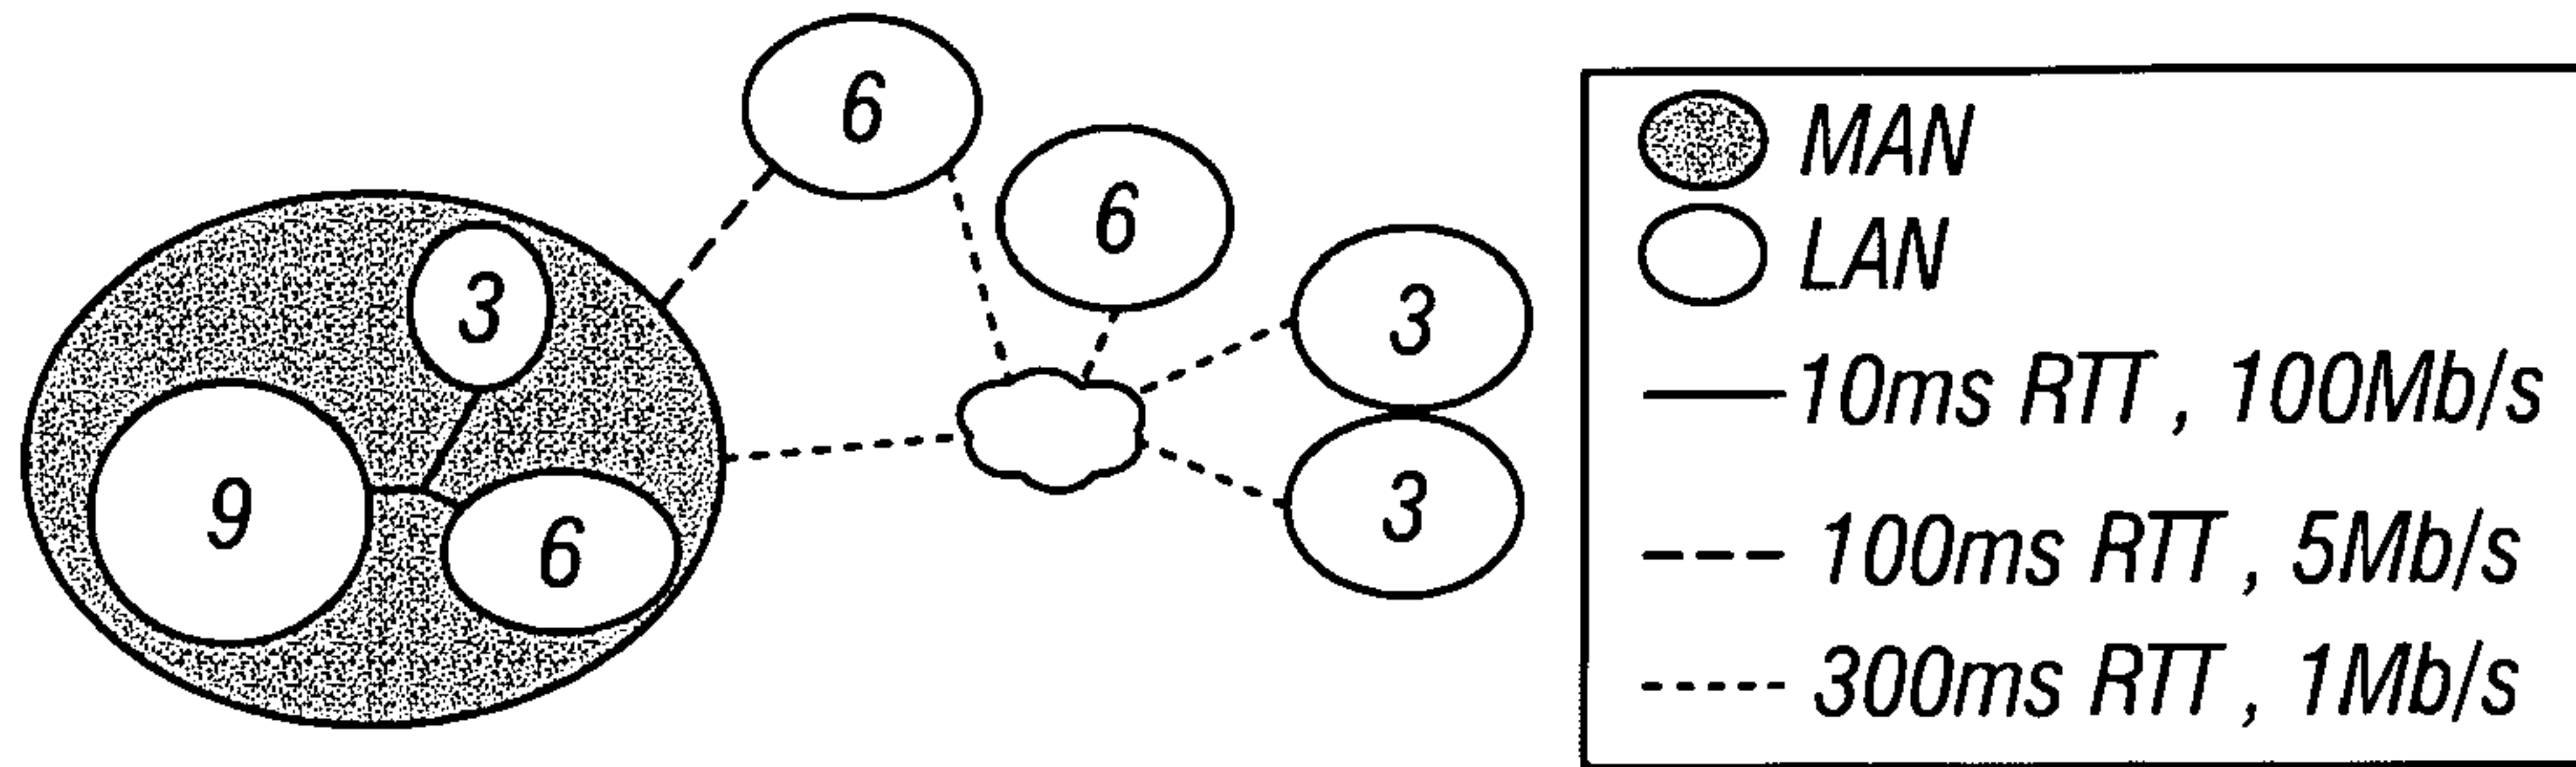 6
6
3
3
9
6
3
MAN
LAN
10ms RTT , 100Mb/s
100ms RTT , 5Mb/s
300ms RTT , 1Mb/s